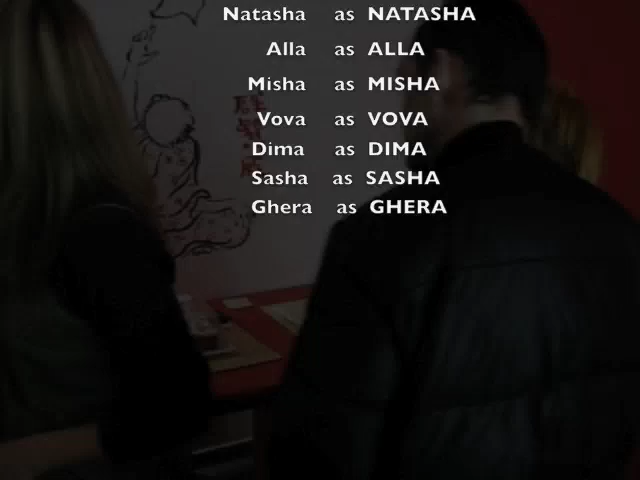 Natasha as NATASHA
Alla as ALLA
Misha as MISHA
Vova as VOVA
Dima as DIMA
Sasha as SASHA
Ghera as GHERA